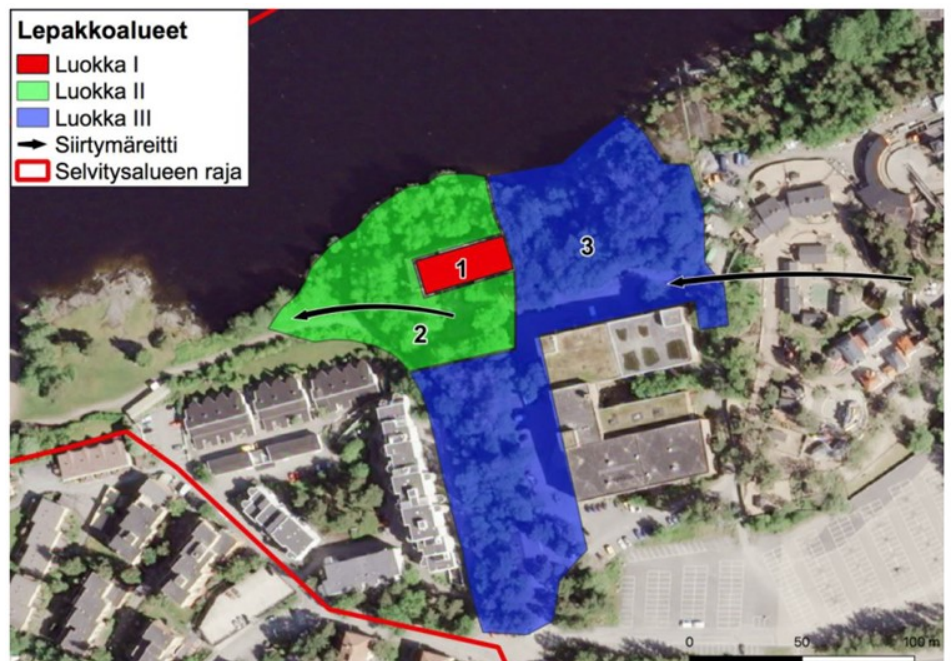 Lepakkoalueet
Luokka I
Luokka II
Luokka III
Siirtymäreitti
Selvitysalueen raja
1
3
2
0 50 100 m